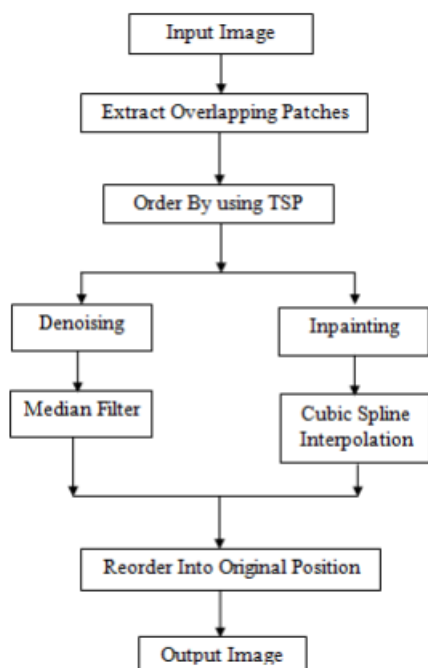 Input Image
Extract Overlapping Patches
Order By using TSP
Denoising
Inpainting
Median Filter
Cubic Spline
Interpolation
Reorder Into Original Position
Output Image